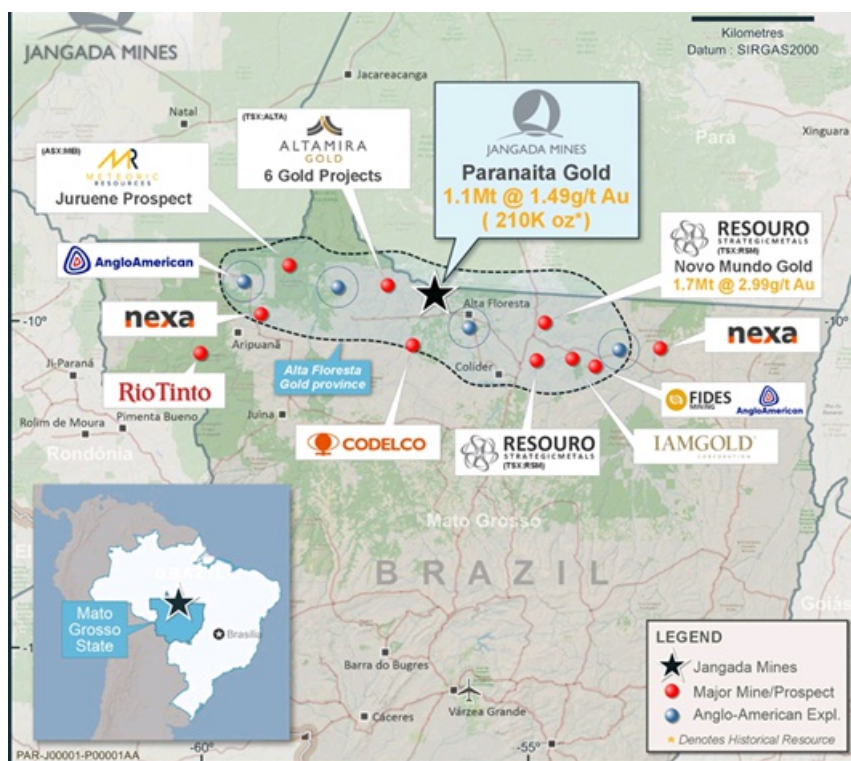 JANGADA MINES
Kilometres
Datum : SIRGAS2000
Jacareacanga
Natal
(TSX:ALTA)
ALTAMIRA
GOLD
6 Gold Projects
JANGADA MINES
Paranaita Gold
1.1Mt @ 1.49g/t Au
( 210K oz*)
Pará
Xinguara
(ASX:MEI)
METEORIC
RESOURCES
Juruene Prospect
AngloAmerican
RESOURO
STRATEGICMETALS
(TSX:RSM)
Novo Mundo Gold
1.7Mt @ 2.99g/t Au
nexa
-10°
Aripuanã
Alta Floresta
-10°
nexa
Ji-Paraná
RioTinto
Alta Floresta
Gold province
Colíder
FIDES
MINING
AngloAmerican
Rolim de Moura
Pimenta Bueno
Juína
CODELCO
RESOURO
STRATEGICMETALS
(TSX:RSM)
IAMGOLD
CORPORATION
Rondônia
Mato Grosso
BRAZIL
Goiás
BRAZIL
Mato
Grosso
State
Brasília
Barra do Bugres
Cáceres
Várzea Grande
LEGEND
Jangada Mines
Major Mine/Prospect
Anglo-American Expl.
* Denotes Historical Resource
PAR-J00001-P00001AA
-60°
-55°